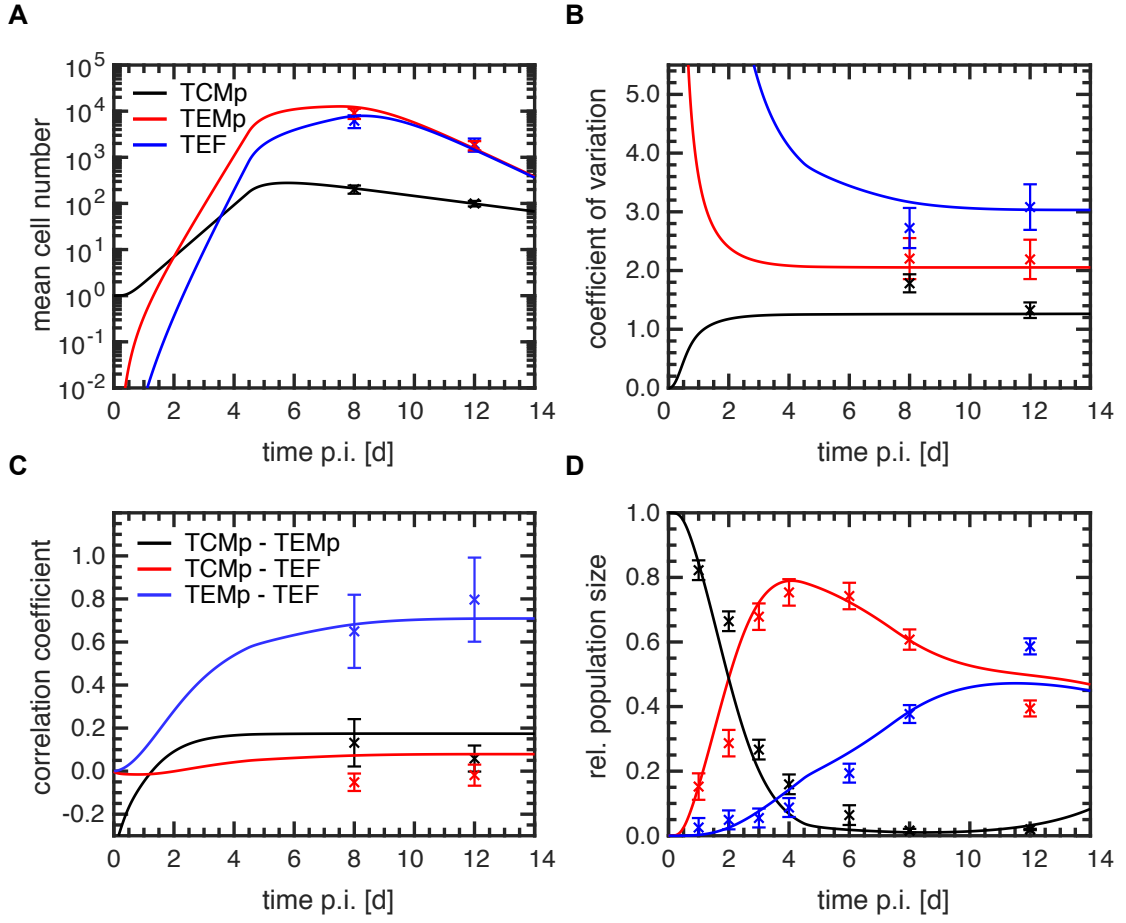 A
mean cell number
10^5
10^4
10^3
10^2
10^1
10^0
10^-1
10^-2
TCMp
TEMp
TEF
0 2 4 6 8 10 12 14
time p.i. [d]
B
coefficient of variation
5.0
4.0
3.0
2.0
1.0
0.0
0 2 4 6 8 10 12 14
time p.i. [d]
C
correlation coefficient
1.0
0.8
0.6
0.4
0.2
0.0
-0.2
TCMp - TEMp
TCMp - TEF
TEMp - TEF
0 2 4 6 8 10 12 14
time p.i. [d]
D
rel. population size
1.0
0.8
0.6
0.4
0.2
0.0
0 2 4 6 8 10 12 14
time p.i. [d]